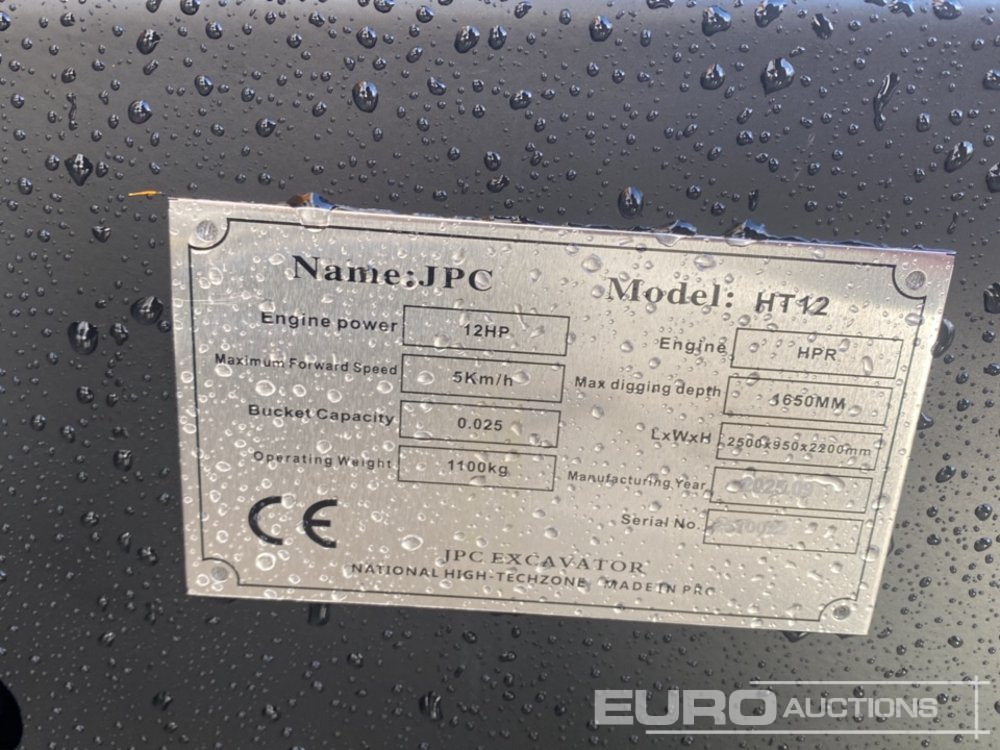 Name:JPC
Model: HT12
Engine power 12HP
Engine HPR
Maximum Forward Speed 5Km/h
Max digging depth 1650MM
Bucket Capacity 0.025
LxWxH 2500x950x2200mm
Operating Weight 1100kg
Manufacturing Year
Serial No.
CE
JPC EXCAVATOR
NATIONAL HIGH-TECHZONE MADE IN PRC
EURO AUCTIONS